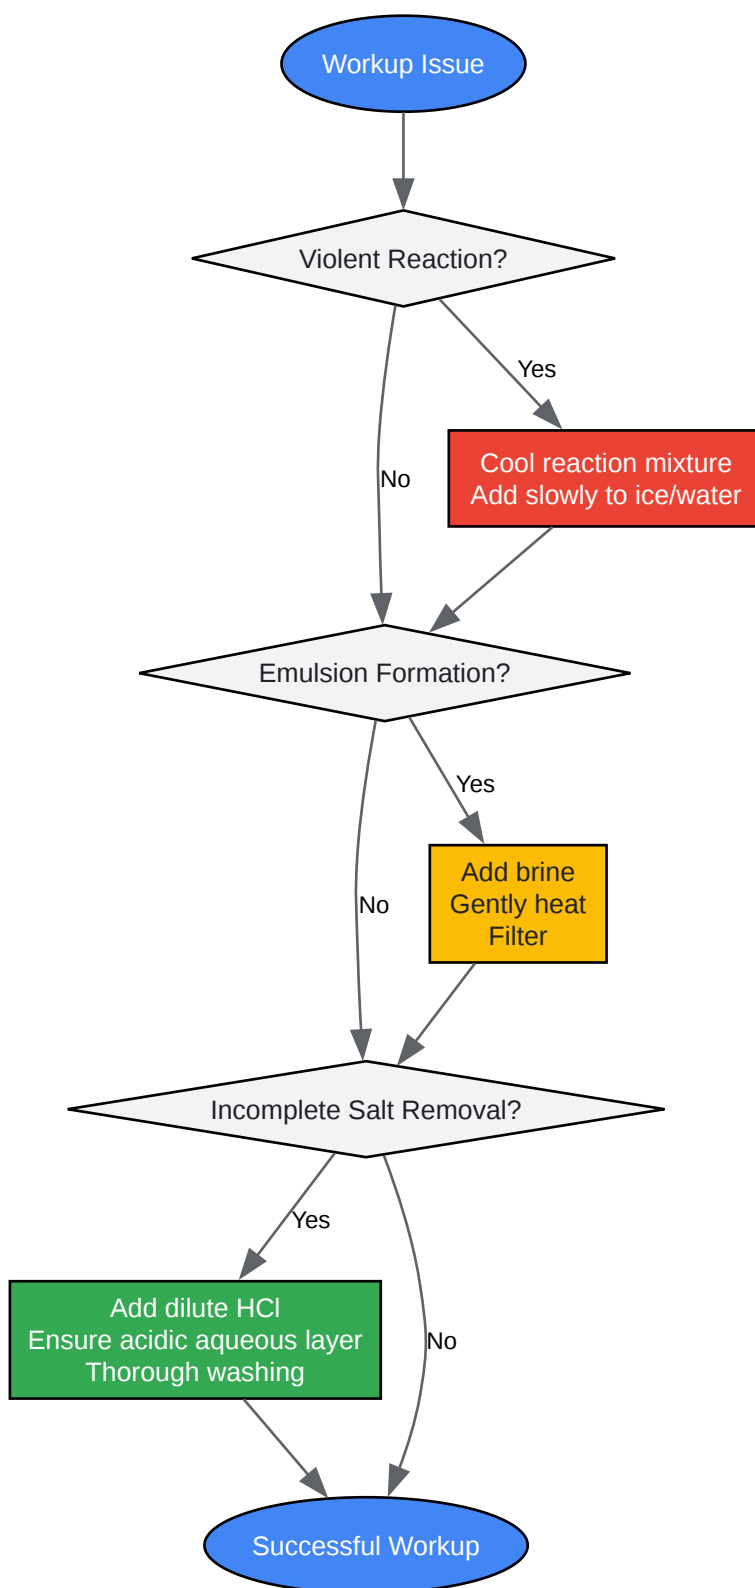 Workup Issue
Violent Reaction?
Yes
Cool reaction mixture
Add slowly to ice/water
No
Emulsion Formation?
Yes
Add brine
Gently heat
Filter
No
Incomplete Salt Removal?
Yes
Add dilute HCl
Ensure acidic aqueous layer
Thorough washing
No
Successful Workup